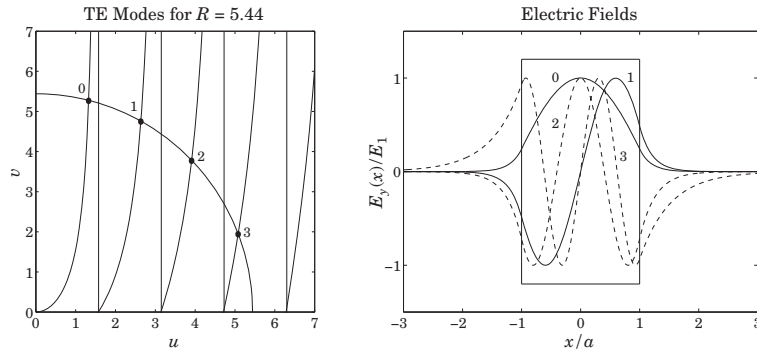 TE Modes for R = 5.44
7
6
5
4
3
2
1
0
v
0
1
2
3
0 1 2 3 4 5 6 7
u
Electric Fields
1
0
−1
E_y(x)/E_1
0
1
2
3
−3 −2 −1 0 1 2 3
x/a